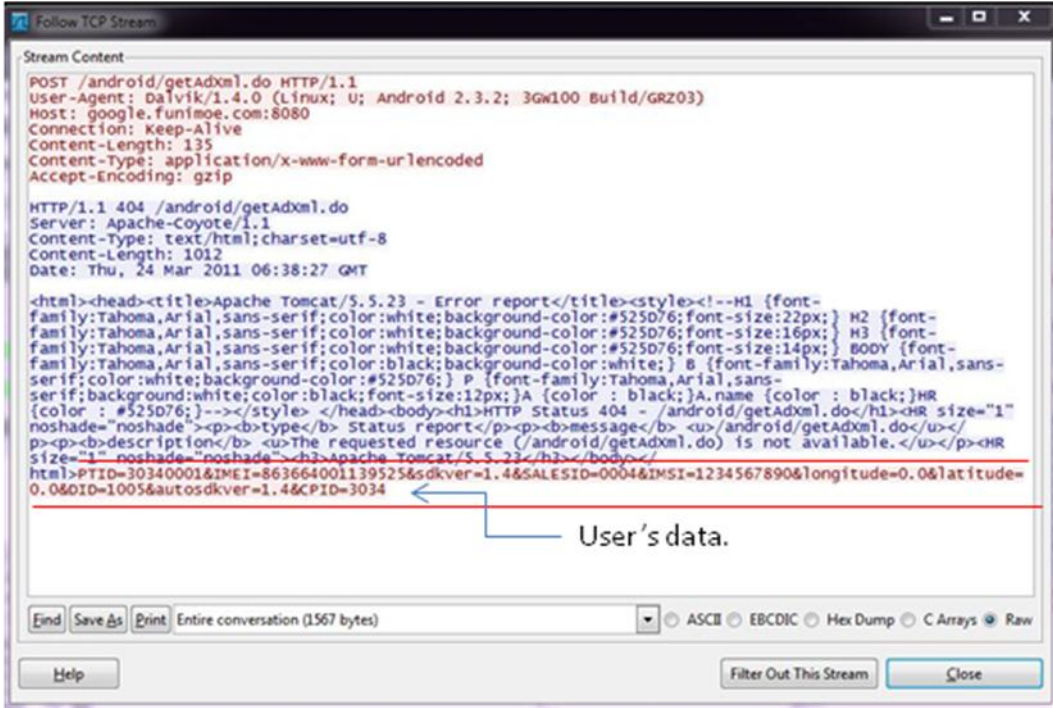 Follow TCP Stream
Stream Content
POST /android/getAdXml.do HTTP/1.1
User-Agent: Dalvik/1.4.0 (Linux; U; Android 2.3.2; 3GW100 Build/GRZ03)
Host: google.funimoe.com:8080
Connection: Keep-Alive
Content-Length: 135
Content-Type: application/x-www-form-urlencoded
Accept-Encoding: gzip
HTTP/1.1 404 /android/getAdXml.do
Server: Apache-Coyote/1.1
Content-Type: text/html;charset=utf-8
Content-Length: 1012
Date: Thu, 24 Mar 2011 06:38:27 GMT
<html><head><title>Apache Tomcat/5.5.23 - Error report</title><style><!--H1 {font-
family:Tahoma,Arial,sans-serif;color:white;background-color:#525D76;font-size:22px;} H2 {font-
family:Tahoma,Arial,sans-serif;color:white;background-color:#525D76;font-size:16px;} H3 {font-
family:Tahoma,Arial,sans-serif;color:white;background-color:#525D76;font-size:14px;} BODY {font-
family:Tahoma,Arial,sans-serif;color:black;background-color:white;} B {font-family:Tahoma,Arial,sans-
serif;color:white;background-color:#525D76;} P {font-family:Tahoma,Arial,sans-
serif;background:white;color:black;font-size:12px;}A {color : black;}A.name {color : black;}HR
{color : #525D76;}--></style> </head><body><h1>HTTP Status 404 - /android/getAdXml.do</h1><HR size="1"
noshade="noshade"><p><b>type</b> Status report</p><p><b>message</b> <u>/android/getAdXml.do</u></
p><p><b>description</b> <u>The requested resource (/android/getAdXml.do) is not available.</u></p><HR
size="1" noshade="noshade"><h3>Apache Tomcat/5.5.23</h3></body></
html>PTID=30340001&IMEI=863664001139525&sdkver=1.4&SALESID=0004&IMSI=1234567890&longitude=0.0&latitude=
0.0&DID=1005&autosdkver=1.4&CPID=3034
User's data.
Find Save As Print Entire conversation (1567 bytes) ASCII EBCDIC Hex Dump C Arrays Raw
Help Filter Out This Stream Close